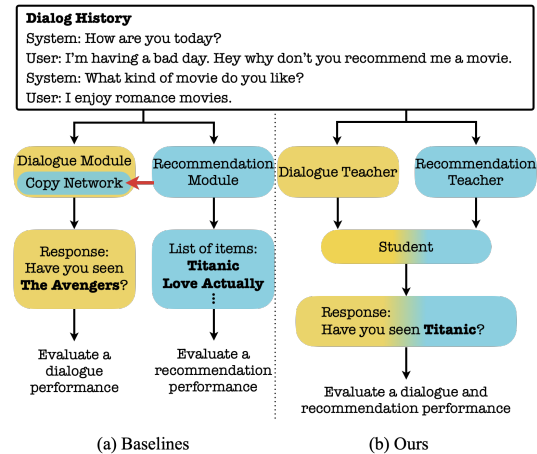 Dialog History
System: How are you today?
User: I'm having a bad day. Hey why don't you recommend me a movie.
System: What kind of movie do you like?
User: I enjoy romance movies.
Dialogue Module
Copy Network
Recommendation
Module
Response:
Have you seen
The Avengers?
List of items:
Titanic
Love Actually
⋮
Evaluate a
dialogue
performance
Evaluate a
recommendation
performance
(a) Baselines
Dialogue Teacher
Recommendation
Teacher
Student
Response:
Have you seen Titanic?
Evaluate a dialogue and
recommendation performance
(b) Ours